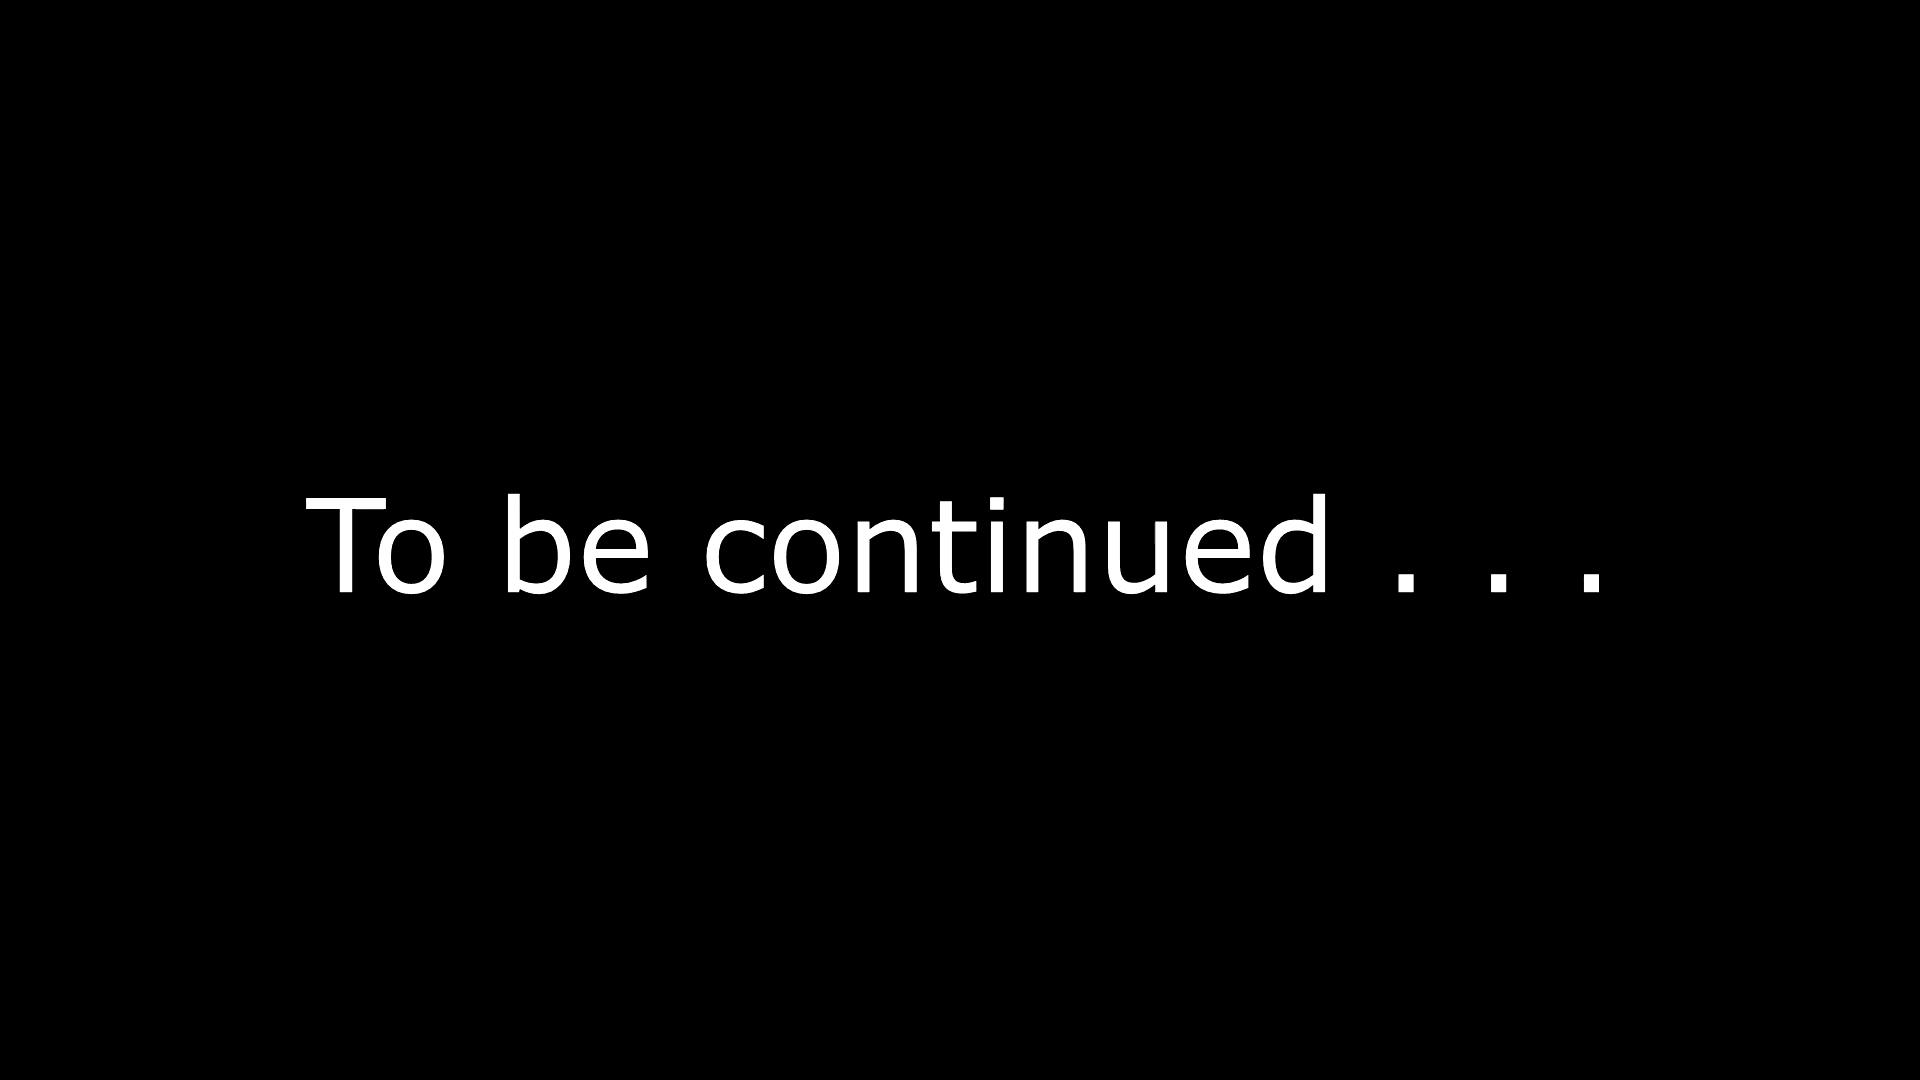 To be continued . . .